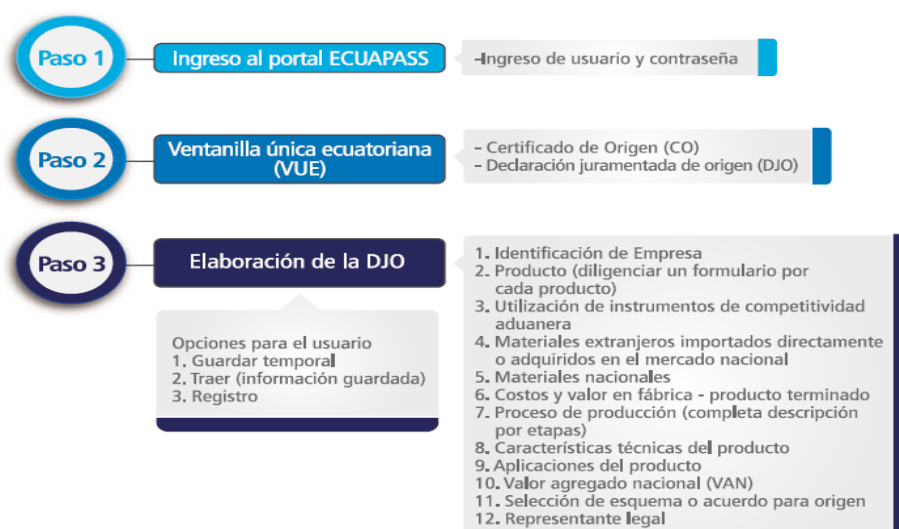 Paso 1
Ingreso al portal ECUAPASS
-Ingreso de usuario y contraseña
Paso 2
Ventanilla única ecuatoriana
(VUE)
- Certificado de Origen (CO)
- Declaración juramentada de origen (DJO)
Paso 3
Elaboración de la DJO
Opciones para el usuario
1. Guardar temporal
2. Traer (información guardada)
3. Registro
1. Identificación de Empresa
2. Producto (diligenciar un formulario por
cada producto)
3. Utilización de instrumentos de competitividad
aduanera
4. Materiales extranjeros importados directamente
o adquiridos en el mercado nacional
5. Materiales nacionales
6. Costos y valor en fábrica - producto terminado
7. Proceso de producción (completa descripción
por etapas)
8. Características técnicas del producto
9. Aplicaciones del producto
10. Valor agregado nacional (VAN)
11. Selección de esquema o acuerdo para origen
12. Representante legal